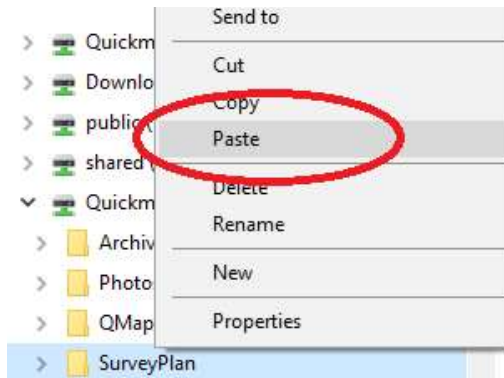 Quickm
Downlo
public (
shared (
Quickm
Archiv
Photo
QMap
SurveyPlan
Send to
Cut
Copy
Paste
Delete
Rename
New
Properties